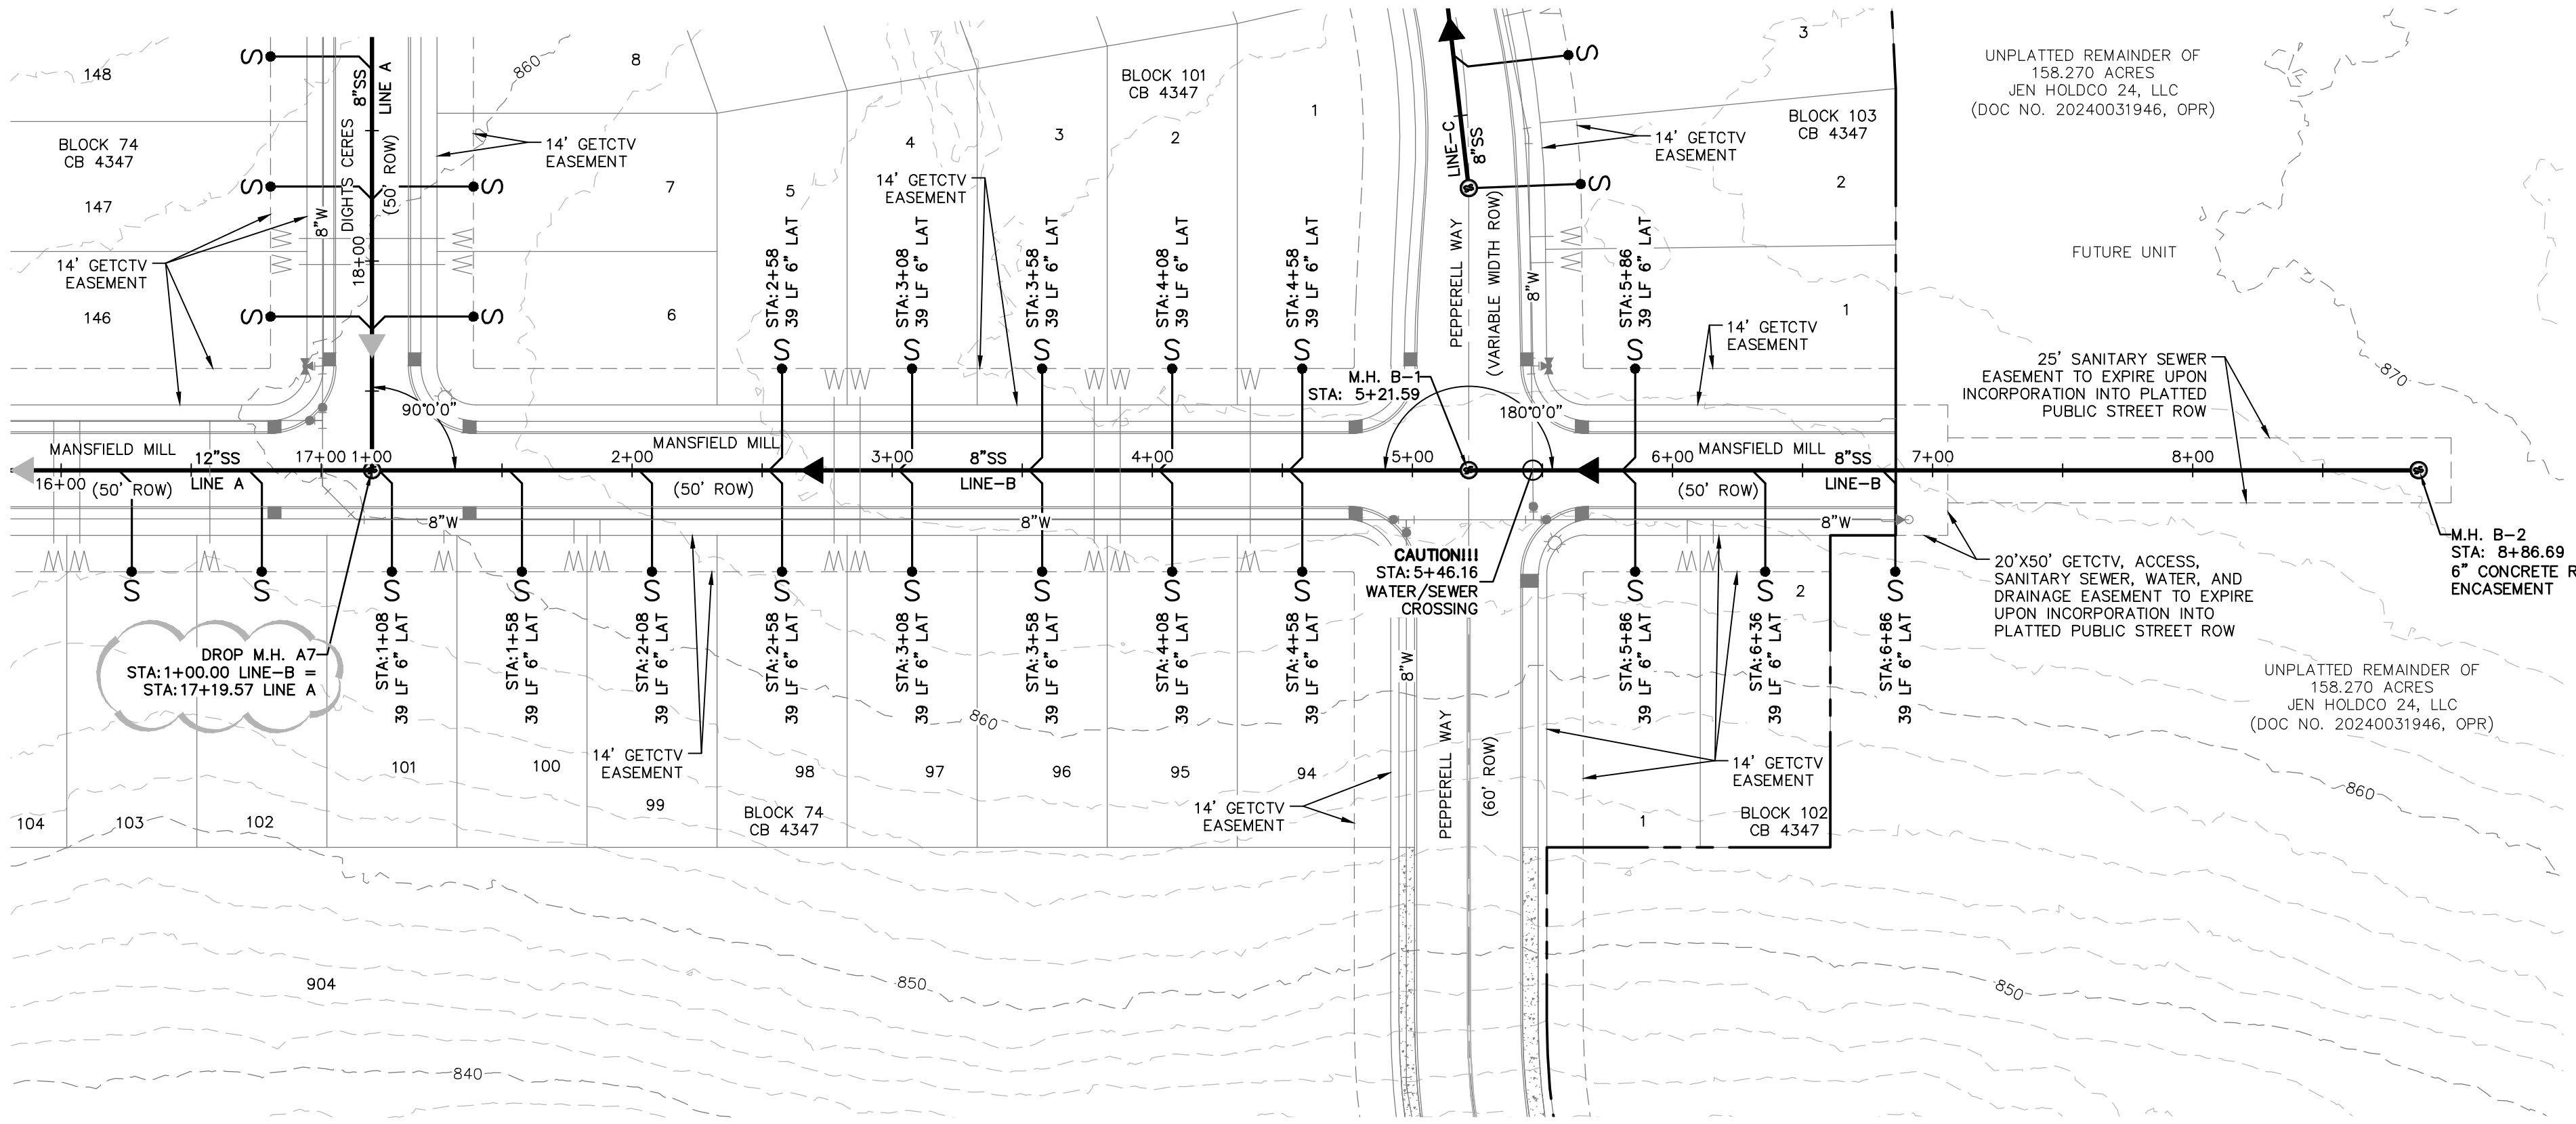 148
BLOCK 74
CB 4347
147
14' GETCTV
EASEMENT
146
S
S
S
8"SS
LINE A
DIGHTS CERES
(50' ROW)
8"W
18+00
S
S
860
8
14' GETCTV
EASEMENT
7
6
90°0'0"
5
4
3
2
1
BLOCK 101
CB 4347
14' GETCTV
EASEMENT
STA:2+58
39 LF 6" LAT
S
STA:3+08
39 LF 6" LAT
S
STA:3+58
39 LF 6" LAT
S
STA:4+08
39 LF 6" LAT
S
STA:4+58
39 LF 6" LAT
S
LINE-C
8"SS
S
S
PEPPERELL WAY
(VARIABLE WIDTH ROW)
8"W
M.H. B-1
STA: 5+21.59
180°0'0"
14' GETCTV
EASEMENT
3
BLOCK 103
CB 4347
2
1
STA:5+86
39 LF 6" LAT
S
14' GETCTV
EASEMENT
UNPLATTED REMAINDER OF
158.270 ACRES
JEN HOLDCO 24, LLC
(DOC NO. 20240031946, OPR)
FUTURE UNIT
870
25' SANITARY SEWER
EASEMENT TO EXPIRE UPON
INCORPORATION INTO PLATTED
PUBLIC STREET ROW
MANSFIELD MILL
12"SS
17+00
1+00
16+00
(50' ROW)
LINE A
MANSFIELD MILL
2+00
(50' ROW)
3+00
8"SS
LINE-B
4+00
5+00
MANSFIELD MILL
6+00
(50' ROW)
8"SS
LINE-B
7+00
8+00
8"W
8"W
8"W
CAUTION!!!
STA:5+46.16
WATER/SEWER
CROSSING
M.H. B-2
STA: 8+86.69
6" CONCRETE R
ENCASEMENT
20'X50' GETCTV, ACCESS,
SANITARY SEWER, WATER, AND
DRAINAGE EASEMENT TO EXPIRE
UPON INCORPORATION INTO
PLATTED PUBLIC STREET ROW
S
S
DROP M.H. A7
STA:1+00.00 LINE-B =
STA:17+19.57 LINE A
S
STA:1+08
39 LF 6" LAT
S
STA:1+58
39 LF 6" LAT
S
STA:2+08
39 LF 6" LAT
S
STA:2+58
39 LF 6" LAT
S
STA:3+08
39 LF 6" LAT
S
STA:3+58
39 LF 6" LAT
S
STA:4+08
39 LF 6" LAT
S
STA:4+58
39 LF 6" LAT
S
STA:5+86
39 LF 6" LAT
S
STA:6+36
39 LF 6" LAT
S
STA:6+86
39 LF 6" LAT
2
8"W
PEPPERELL WAY
(60' ROW)
UNPLATTED REMAINDER OF
158.270 ACRES
JEN HOLDCO 24, LLC
(DOC NO. 20240031946, OPR)
860
14' GETCTV
EASEMENT
104
103
102
101
100
99
98
97
96
95
94
BLOCK 74
CB 4347
14' GETCTV
EASEMENT
14' GETCTV
EASEMENT
1
BLOCK 102
CB 4347
860
904
850
850
840